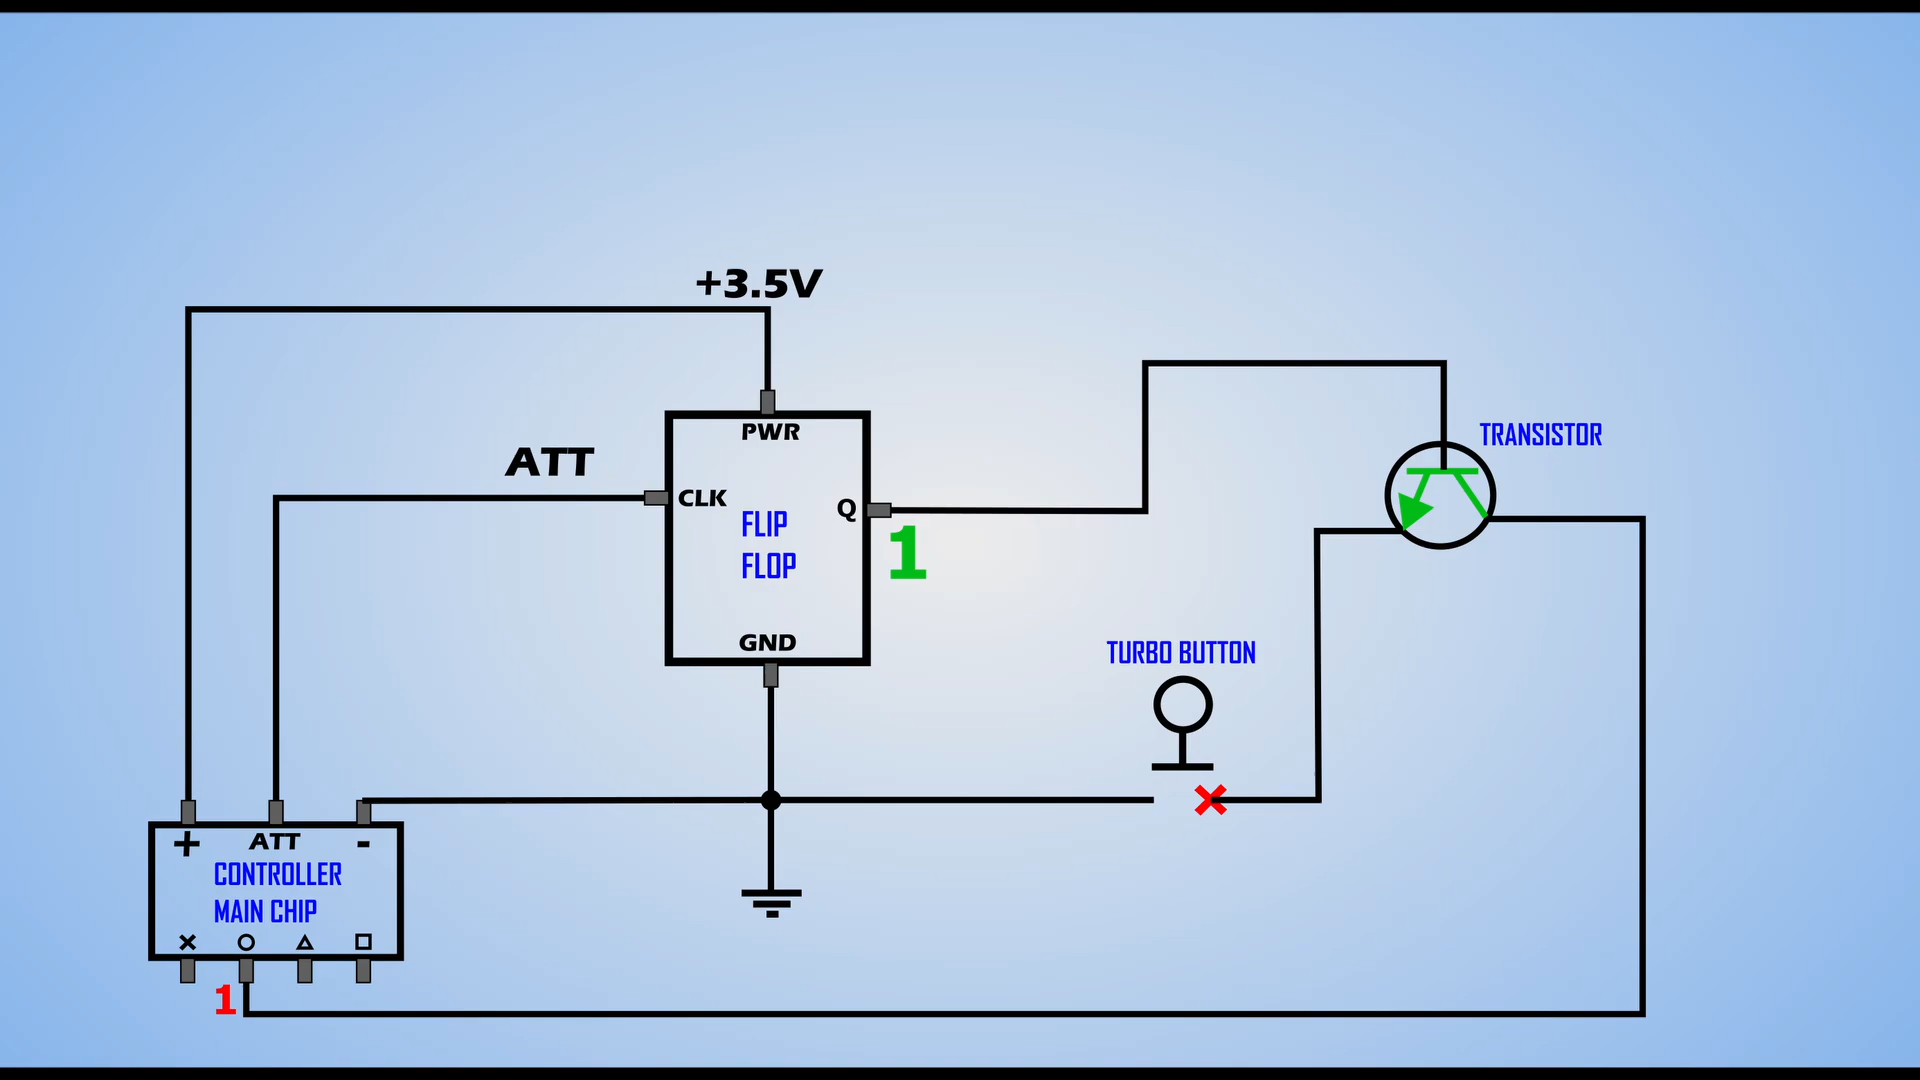 +3.5V
PWR
TRANSISTOR
ATT
CLK
Q
FLIP
FLOP
1
GND
TURBO BUTTON
+ ATT -
CONTROLLER
MAIN CHIP
1